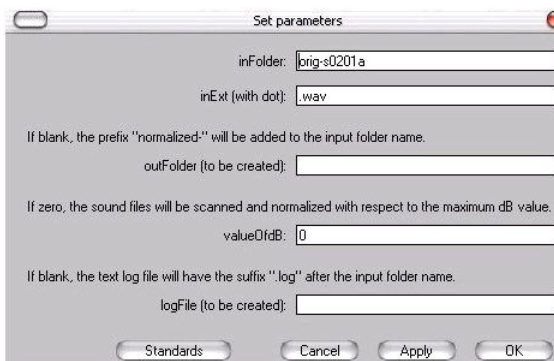 Set parameters
inFolder: orig-s0201a
inExt (with dot): .wav
If blank, the prefix "normalized-" will be added to the input folder name.
outFolder (to be created):
If zero, the sound files will be scanned and normalized with respect to the maximum dB value.
valueOfdB: 0
If blank, the text log file will have the suffix ".log" after the input folder name.
logFile (to be created):
Standards Cancel Apply OK